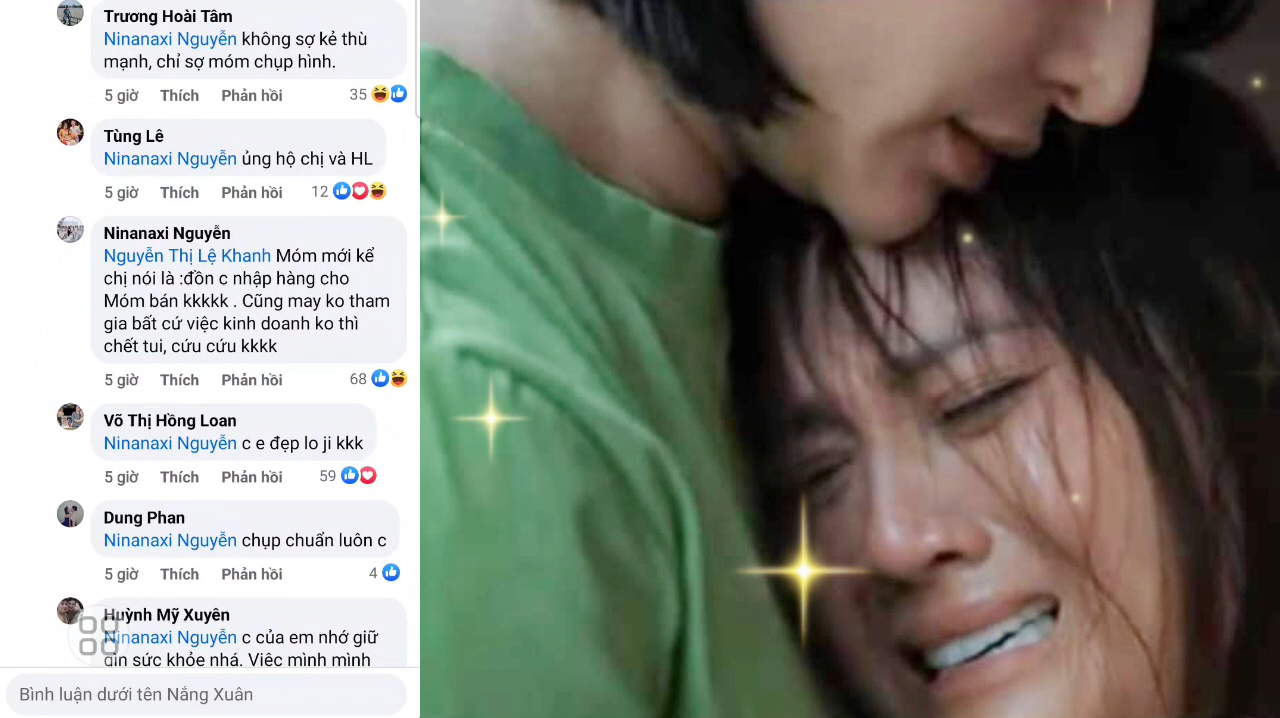 Trương Hoài Tâm
Ninanaxi Nguyễn không sợ kẻ thù
mạnh, chỉ sợ móm chụp hình.
5 giờ Thích Phản hồi 35
Tùng Lê
Ninanaxi Nguyễn ủng hộ chị và HL
5 giờ Thích Phản hồi 12
Ninanaxi Nguyễn
Nguyễn Thị Lệ Khanh Móm mới kể
chị nói là :đồn c nhập hàng cho
Móm bán kkkkk . Cũng may ko tham
gia bất cứ việc kinh doanh ko thì
chết tui, cứu cứu kkkk
5 giờ Thích Phản hồi 68
Võ Thị Hồng Loan
Ninanaxi Nguyễn c e đẹp lo ji kkk
5 giờ Thích Phản hồi 59
Dung Phan
Ninanaxi Nguyễn chụp chuẩn luôn c
5 giờ Thích Phản hồi 4
Huỳnh Mỹ Xuyên
Ninanaxi Nguyễn c của em nhớ giữ
gìn sức khỏe nhá. Việc mình mình
Bình luận dưới tên Nắng Xuân